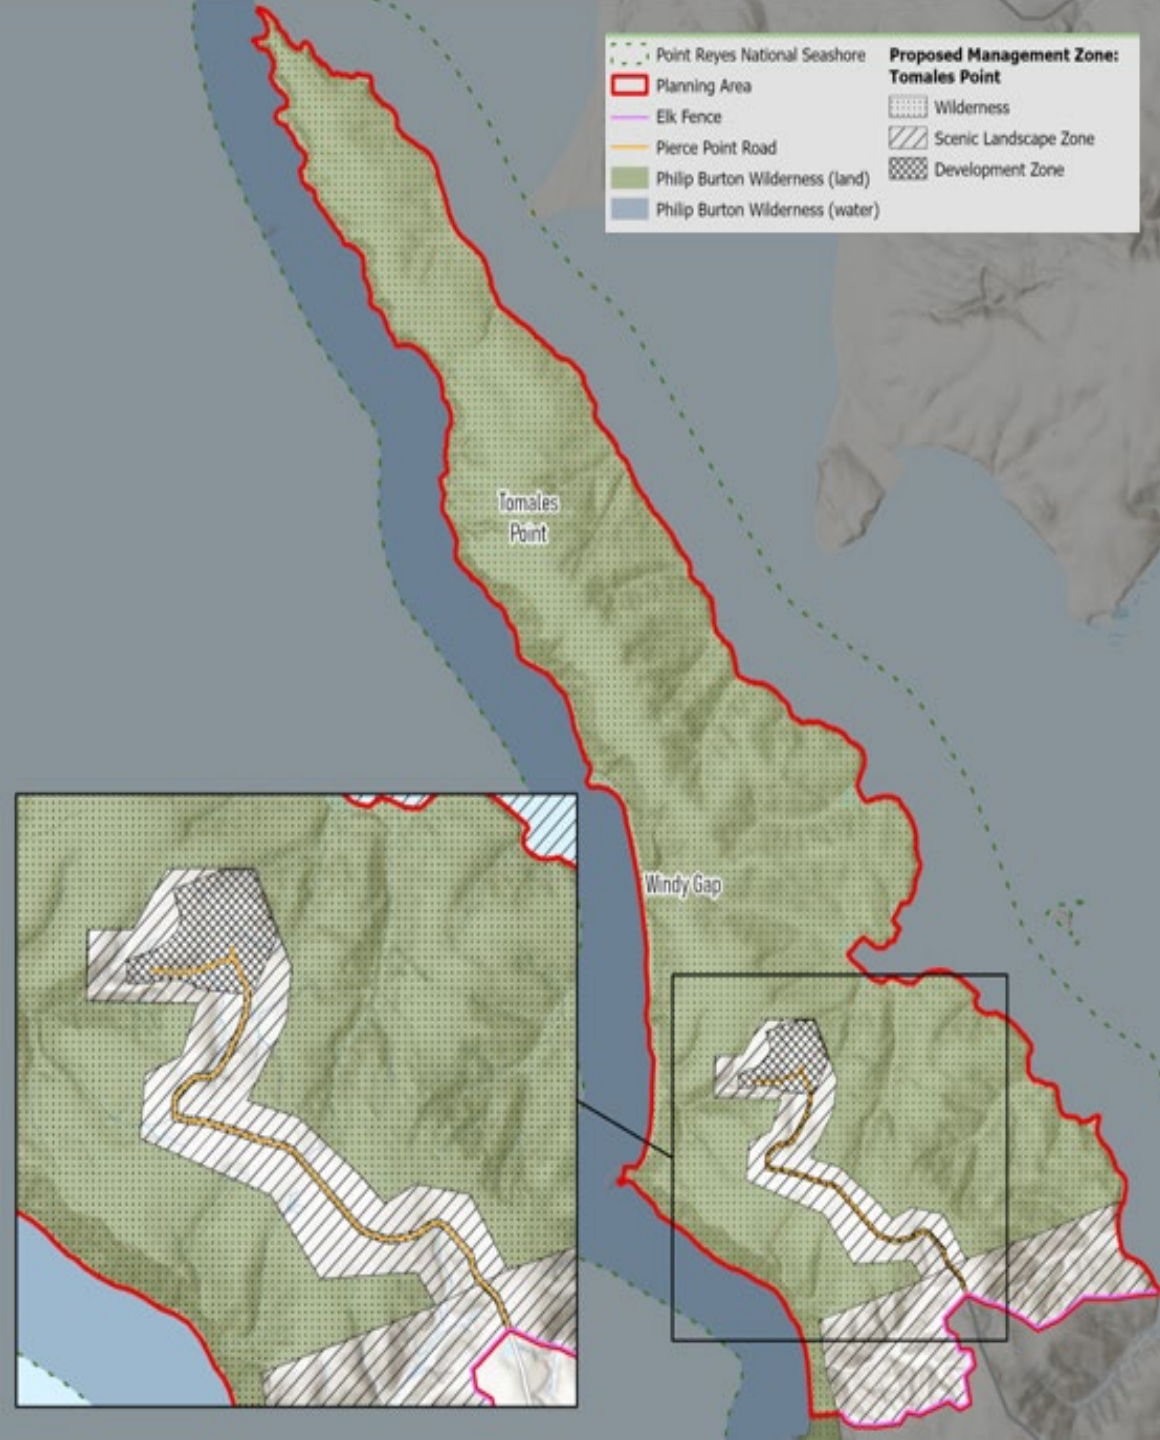 Point Reyes National Seashore
Planning Area
Elk Fence
Pierce Point Road
Philip Burton Wilderness (land)
Philip Burton Wilderness (water)
Proposed Management Zone:
Tomales Point
Wilderness
Scenic Landscape Zone
Development Zone
Tomales
Point
Windy Gap